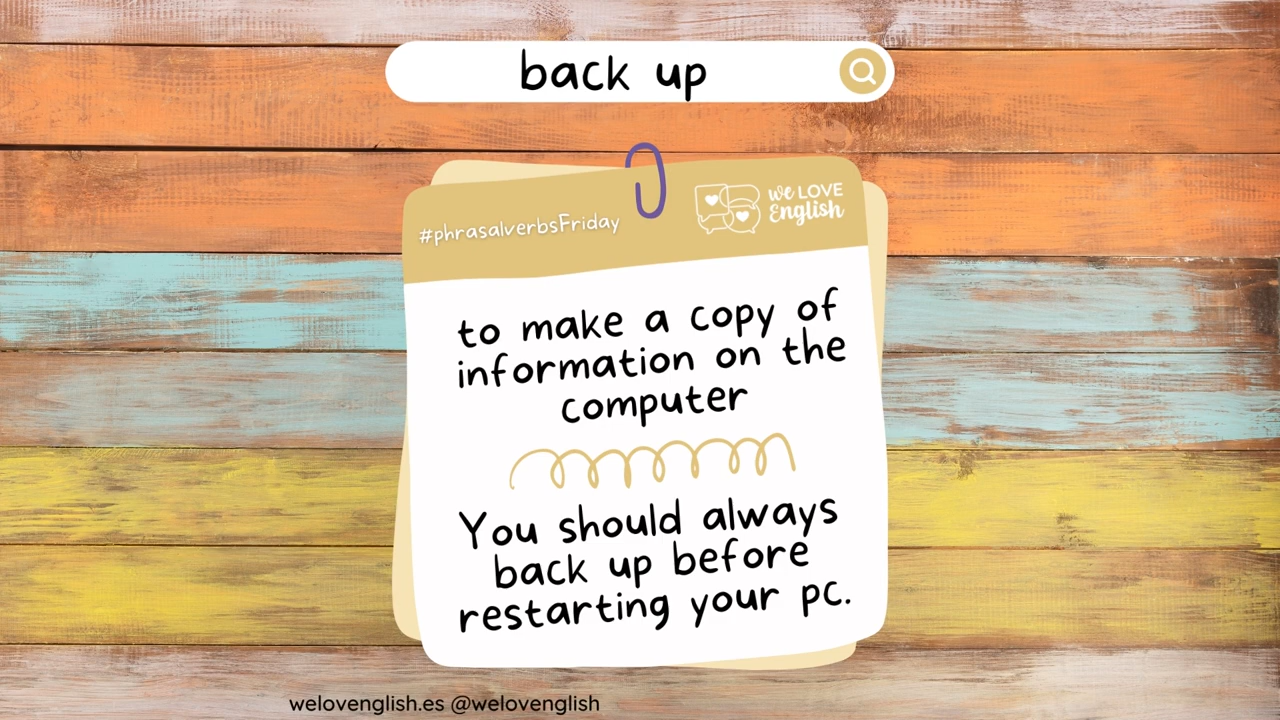 back up
#phrasalverbsFriday
we LOVE
English
to make a copy of
information on the
computer
You should always
back up before
restarting your pc.
welovenglish.es @welovenglish